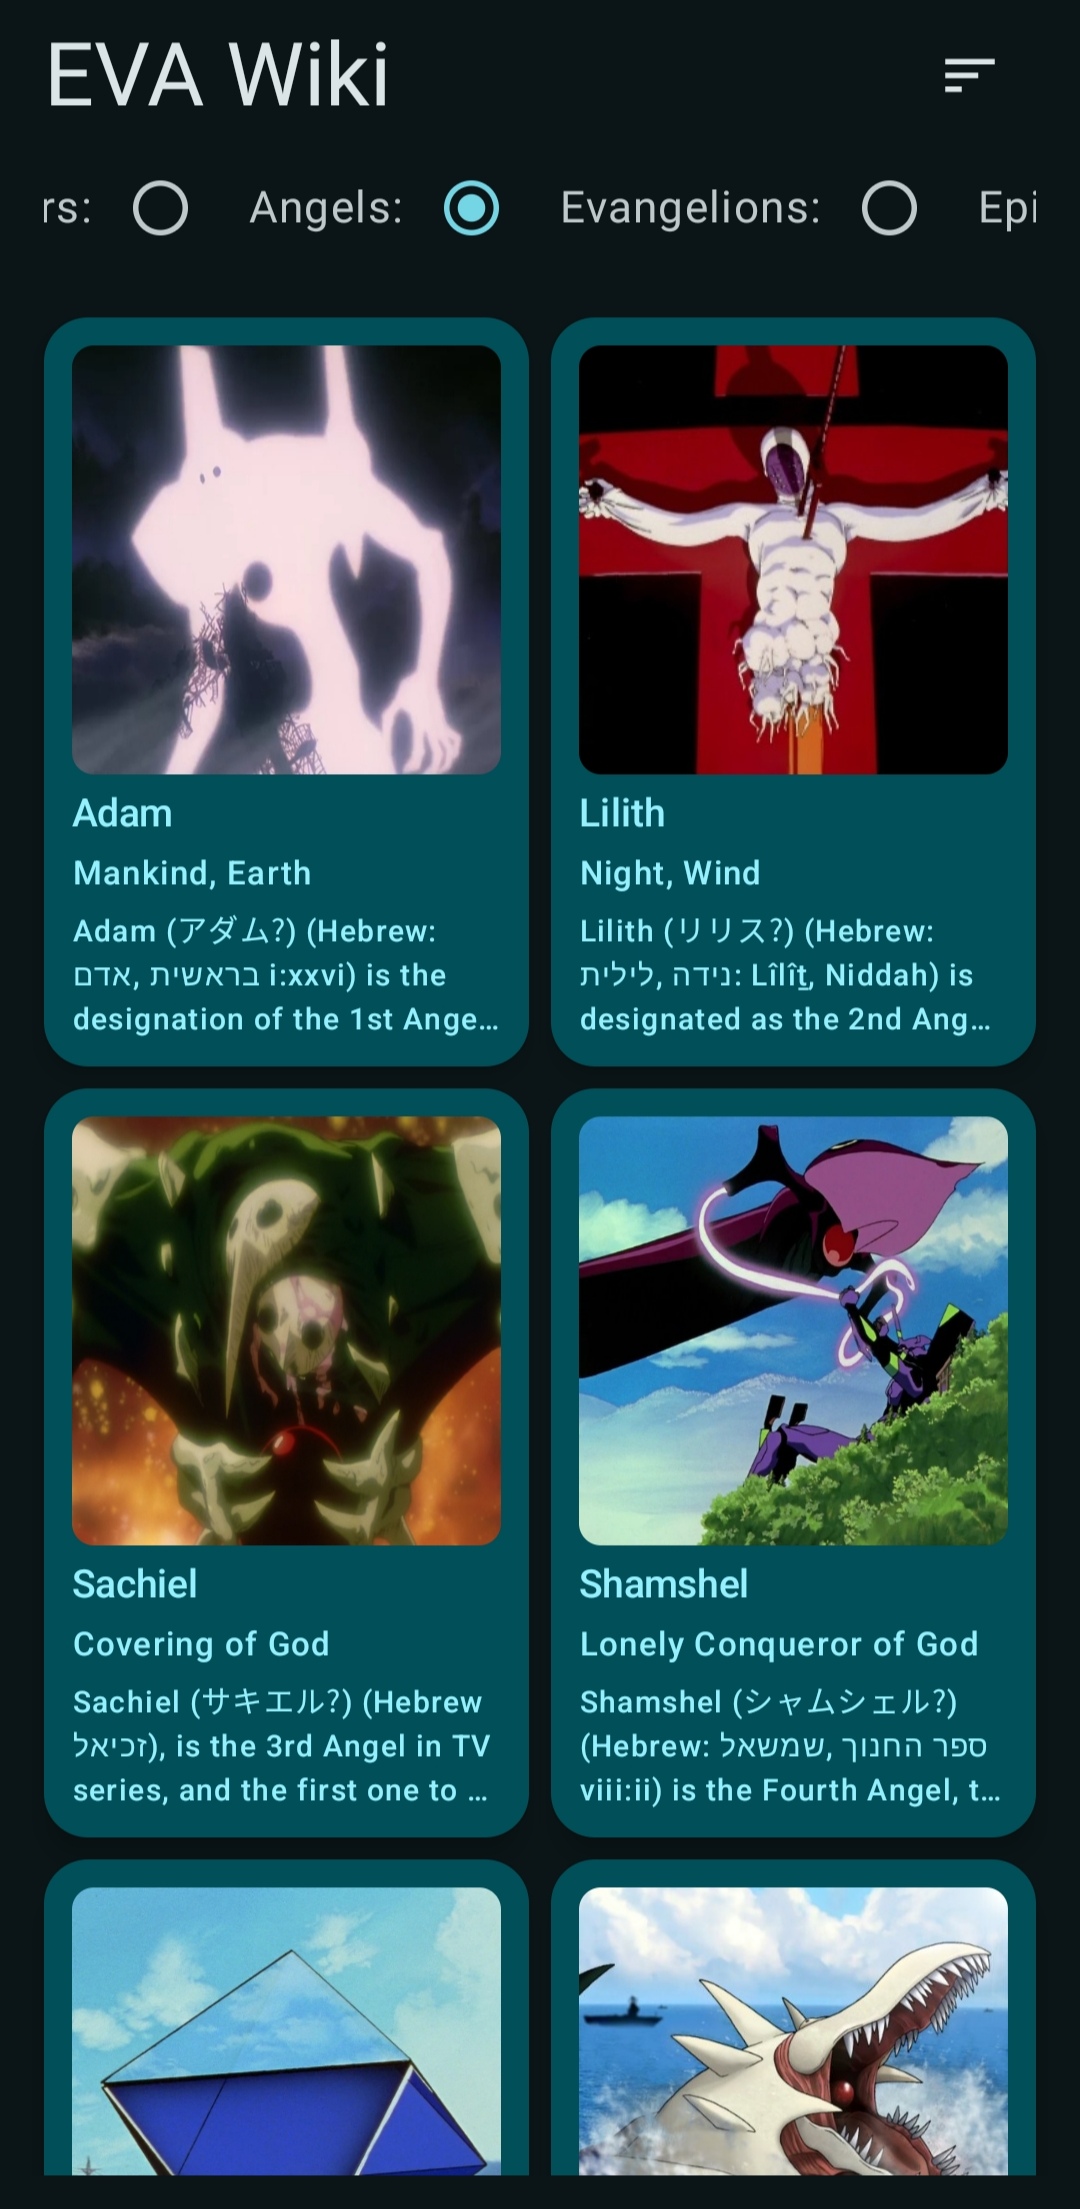 EVA Wiki
rs: Angels: Evangelions: Epi
Adam
Mankind, Earth
Adam (アダム?) (Hebrew:
אדם, בראשית i:xxvi) is the
designation of the 1st Ange…
Lilith
Night, Wind
Lilith (リリス?) (Hebrew:
לילית, נידה: Lîlîṯ, Niddah) is
designated as the 2nd Ang…
Sachiel
Covering of God
Sachiel (サキエル?) (Hebrew
זכיאל), is the 3rd Angel in TV
series, and the first one to …
Shamshel
Lonely Conqueror of God
Shamshel (シャムシェル?)
(Hebrew: שמשאל, ספר החנוך
viii:ii) is the Fourth Angel, t…